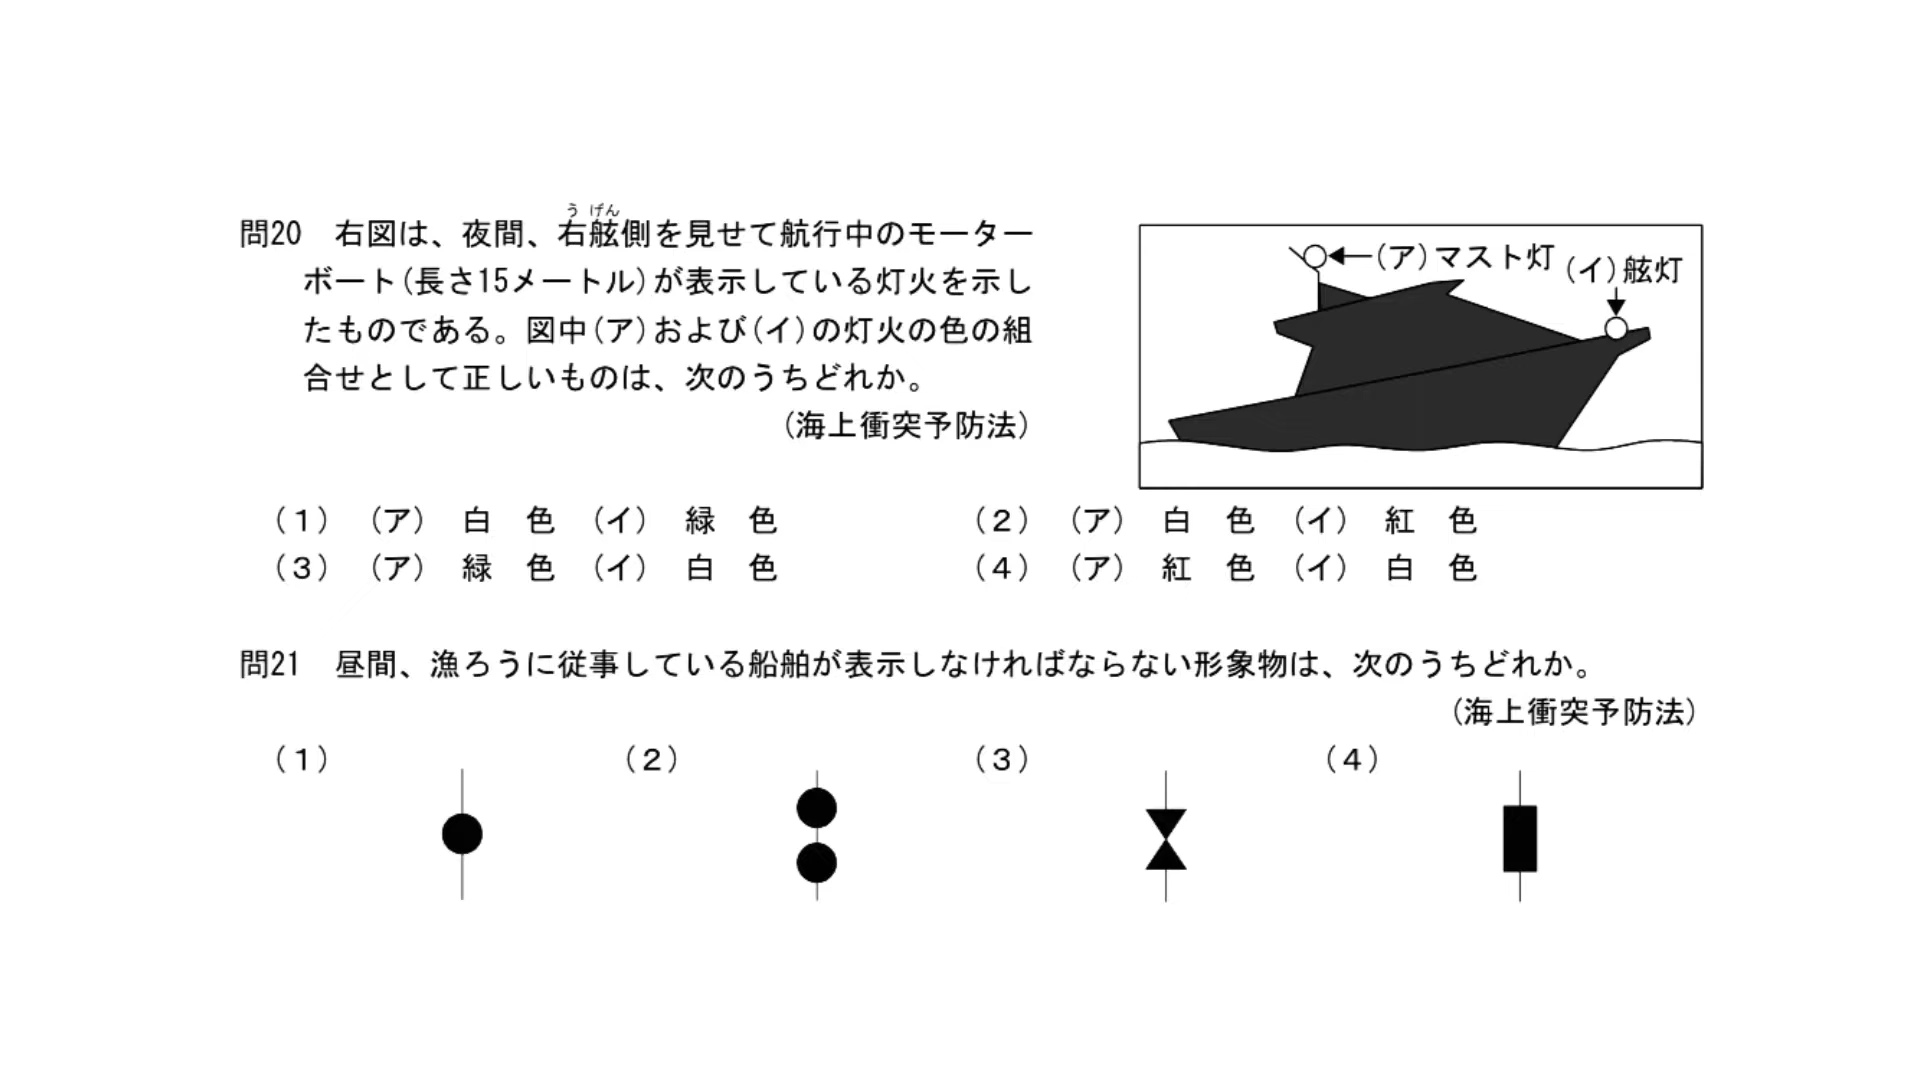 問20 右図は、夜間、右舷側を見せて航行中のモーター
うげん
ボート(長さ15メートル)が表示している灯火を示し
たものである。図中(ア)および(イ)の灯火の色の組
合せとして正しいものは、次のうちどれか。
(海上衝突予防法)
(ア)マスト灯
(イ)舷灯
(1) (ア) 白 色 (イ) 緑 色
(2) (ア) 白 色 (イ) 紅 色
(3) (ア) 緑 色 (イ) 白 色
(4) (ア) 紅 色 (イ) 白 色
問21 昼間、漁ろうに従事している船舶が表示しなければならない形象物は、次のうちどれか。
(海上衝突予防法)
(1)
(2)
(3)
(4)